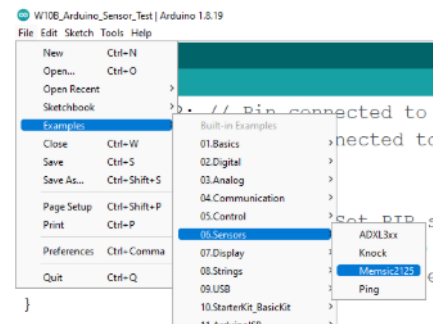 W10B_Arduino_Sensor_Test | Arduino 1.8.19
File Edit Sketch Tools Help
New Ctrl+N
Open... Ctrl+O
Open Recent
Sketchbook
Examples
Close Ctrl+W
Save Ctrl+S
Save As... Ctrl+Shift+S
Page Setup Ctrl+Shift+P
Print Ctrl+P
Preferences Ctrl+Comma
Quit Ctrl+Q
Built-in Examples
01.Basics
02.Digital
03.Analog
04.Communication
05.Control
06.Sensors
07.Display
08.Strings
09.USB
10.StarterKit_BasicKit
11.ArduinoISP
ADXL3xx
Knock
Memsic2125
Ping
; // Pin connected to
nected to
Set PIR s
}